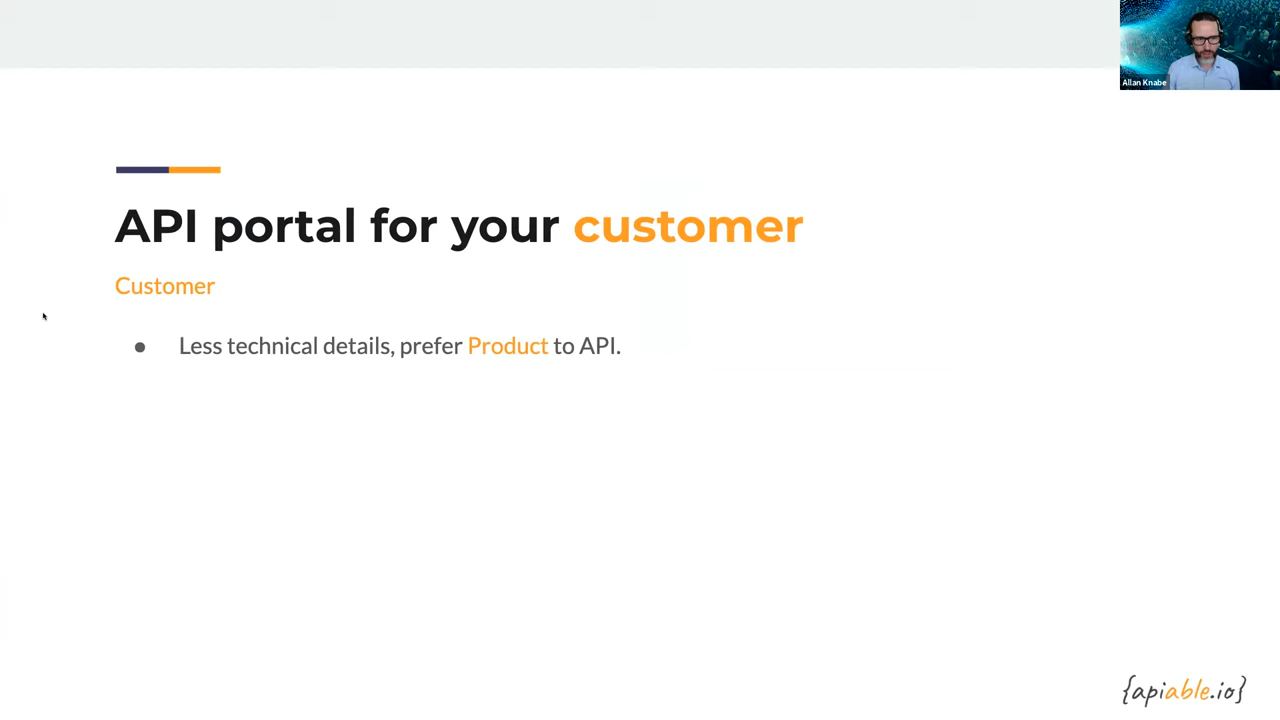 Allan Knabe
API portal for your customer
Customer
● Less technical details, prefer Product to API.
{apiable.io}